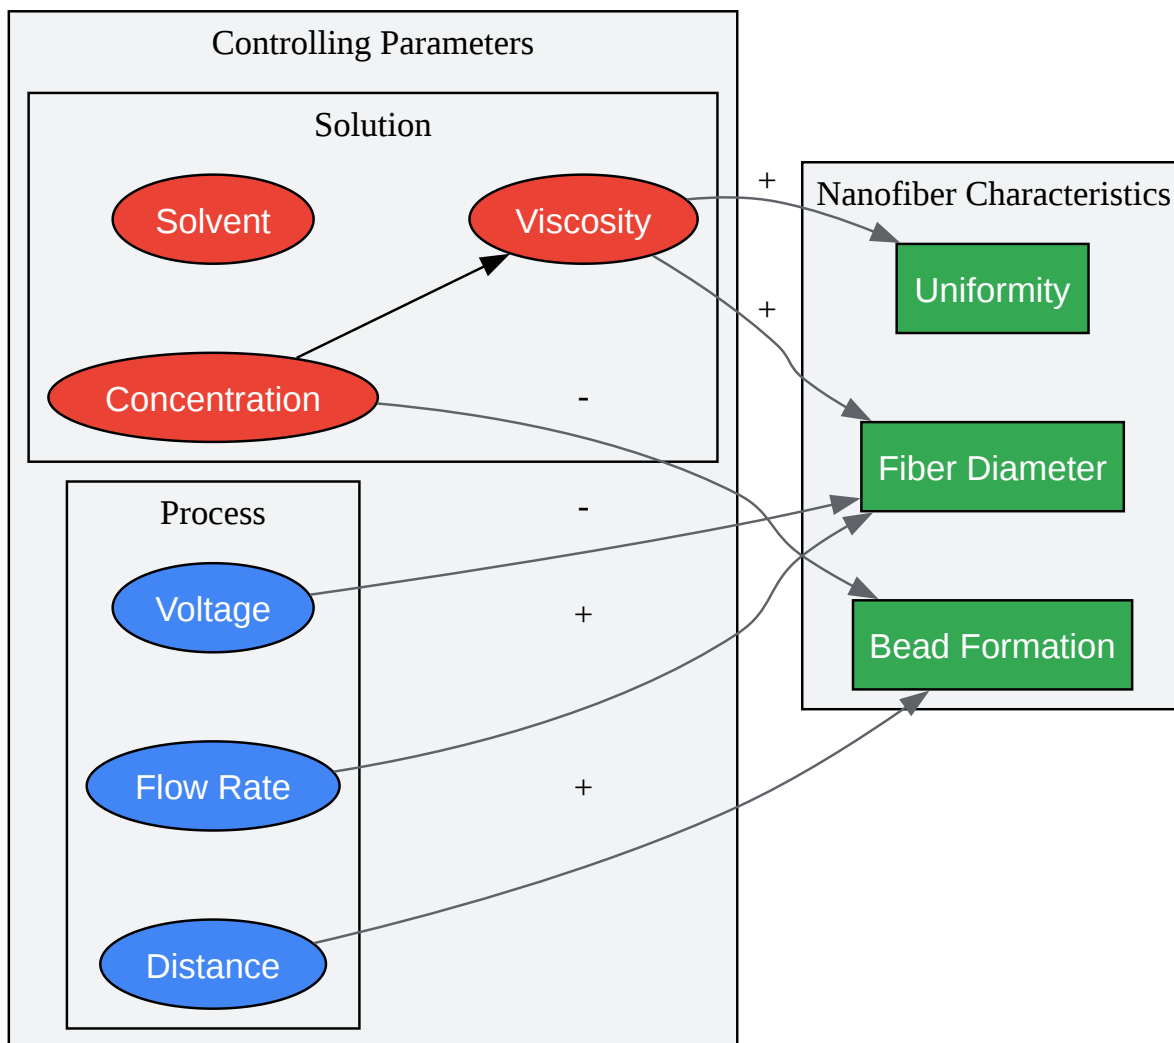 Controlling Parameters
Solution
Solvent
Viscosity
Concentration
Process
Voltage
Flow Rate
Distance
+
+
-
-
+
+
Nanofiber Characteristics
Uniformity
Fiber Diameter
Bead Formation